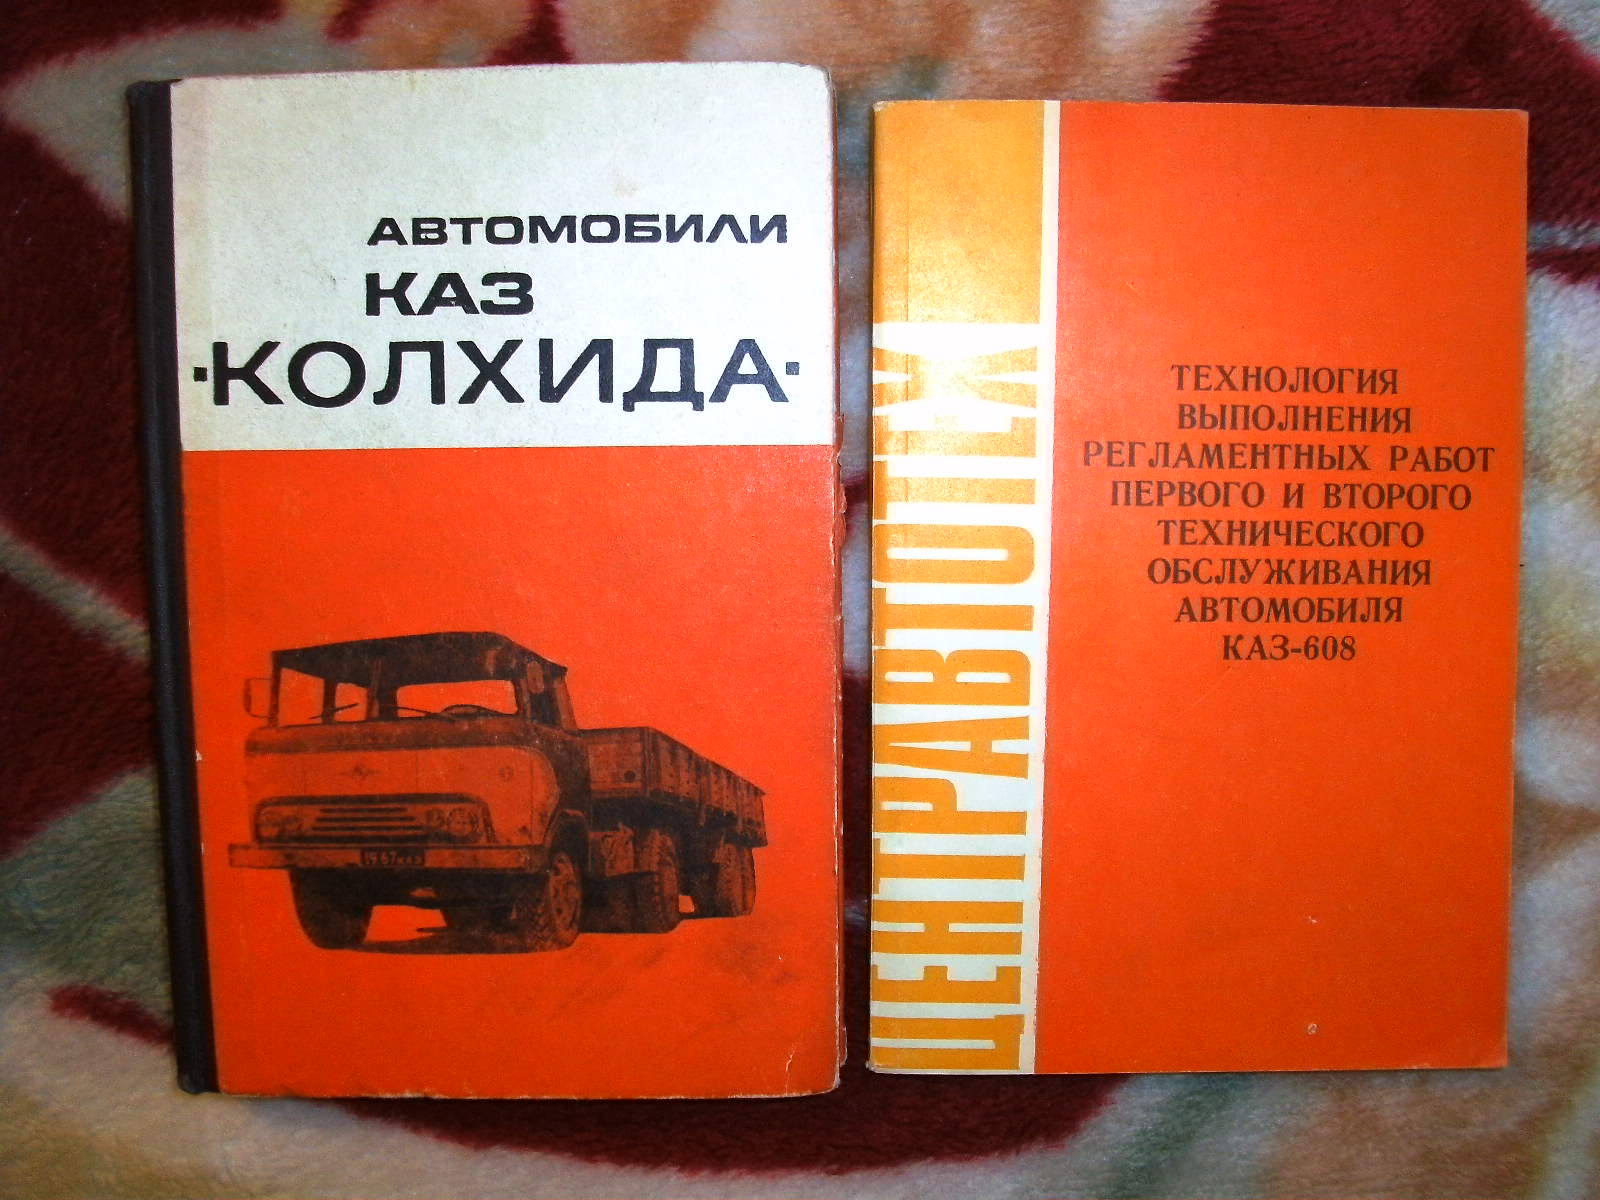 АВТОМОБИЛИ
КАЗ
·КОЛХИДА·
ЦЕНТРАВТОТЕХ
ТЕХНОЛОГИЯ
ВЫПОЛНЕНИЯ
РЕГЛАМЕНТНЫХ РАБОТ
ПЕРВОГО И ВТОРОГО
ТЕХНИЧЕСКОГО
ОБСЛУЖИВАНИЯ
АВТОМОБИЛЯ
КАЗ-608